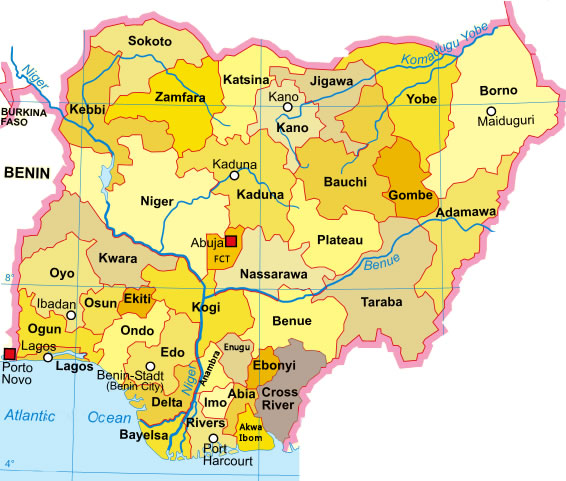 Sokoto
Niger
Komadugu Yobe
Katsina
Jigawa
Kebbi
Zamfara
Kano
Yobe
Borno
BURKINA
FASO
Kano
Maiduguri
BENIN
Kaduna
Bauchi
Gombe
Niger
Kaduna
Adamawa
Abuja
FCT
Plateau
Kwara
Benue
Oyo
Nassarawa
8°
Taraba
Ibadan
Osun
Ekiti
Kogi
Ogun
Ondo
Benue
Lagos
Edo
Enugu
Porto
Novo
Lagos
Benin-Stadt
(Benin City)
Niger
Anambra
Ebonyi
Delta
Imo
Abia
Cross
River
Atlantic Ocean
Bayelsa
Rivers
Akwa
Ibom
Port
Harcourt
4°